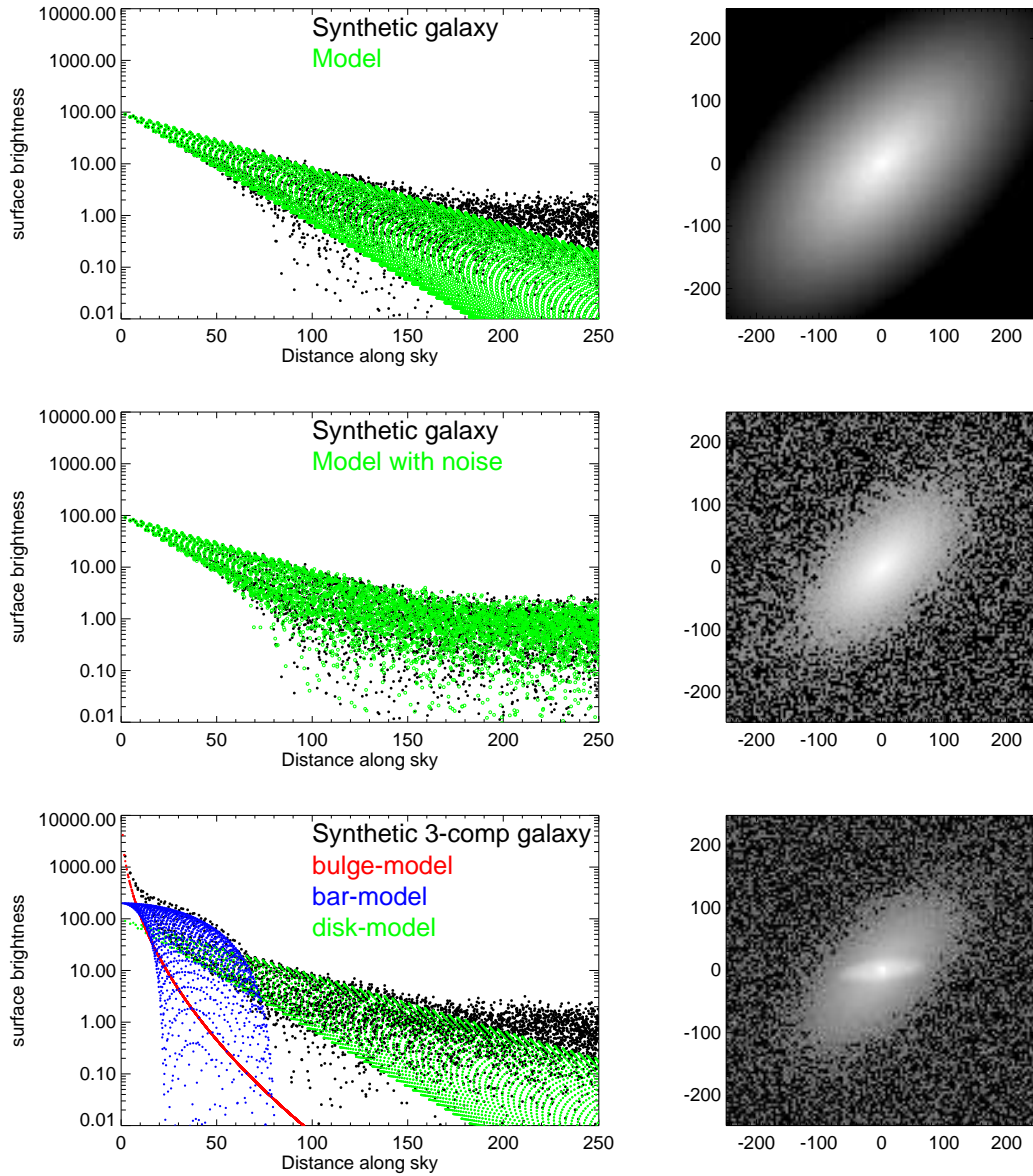 10000.00
1000.00
100.00
10.00
1.00
0.10
0.01
surface brightness
Synthetic galaxy
Model
0 50 100 150 200 250
Distance along sky
200
100
0
-100
-200
-200 -100 0 100 200
10000.00
1000.00
100.00
10.00
1.00
0.10
0.01
surface brightness
Synthetic galaxy
Model with noise
0 50 100 150 200 250
Distance along sky
200
100
0
-100
-200
-200 -100 0 100 200
10000.00
1000.00
100.00
10.00
1.00
0.10
0.01
surface brightness
Synthetic 3-comp galaxy
bulge-model
bar-model
disk-model
0 50 100 150 200 250
Distance along sky
200
100
0
-100
-200
-200 -100 0 100 200